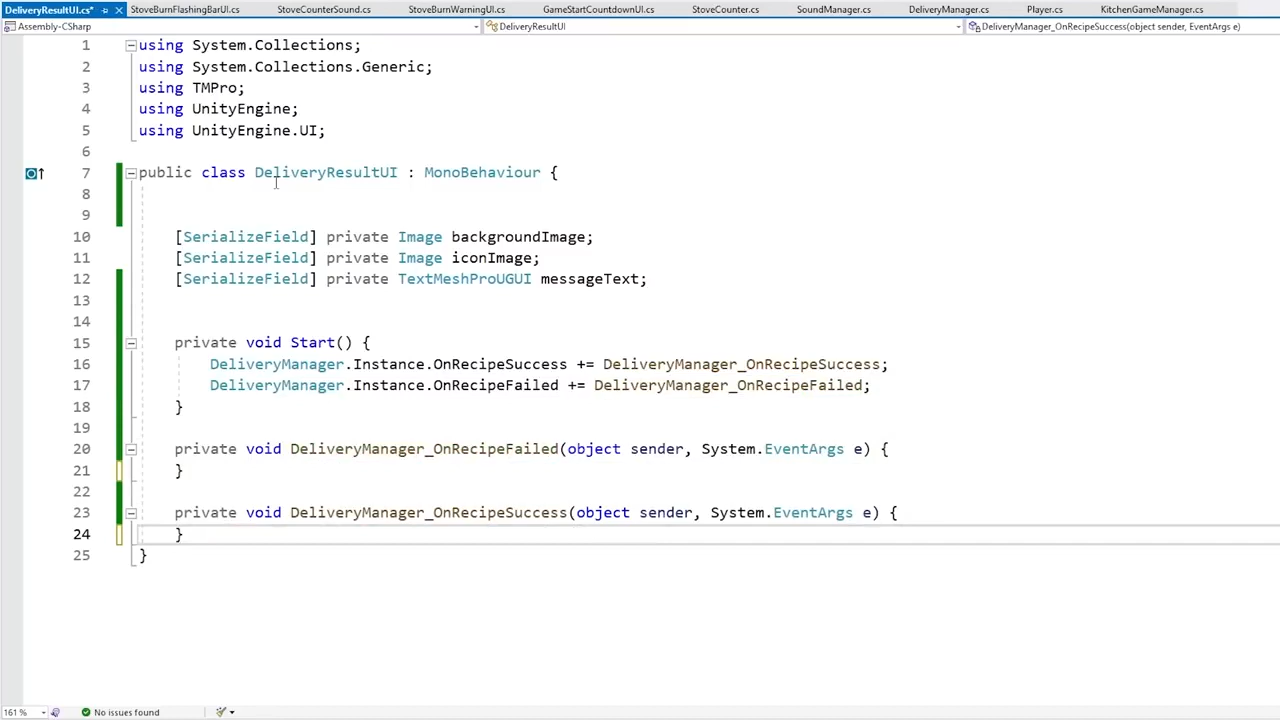 DeliveryResultUI.cs* StoveBurnFlashingBarUI.cs StoveCounterSound.cs StoveBurnWarningUI.cs GameStartCountdownUI.cs StoveCounter.cs SoundManager.cs DeliveryManager.cs Player.cs KitchenGameManager.cs
Assembly-CSharp DeliveryResultUI DeliveryManager_OnRecipeSuccess(object sender, EventArgs e)
1 using System.Collections;
2 using System.Collections.Generic;
3 using TMPro;
4 using UnityEngine;
5 using UnityEngine.UI;
6
7 public class DeliveryResultUI : MonoBehaviour {
8
9
10 [SerializeField] private Image backgroundImage;
11 [SerializeField] private Image iconImage;
12 [SerializeField] private TextMeshProUGUI messageText;
13
14
15 private void Start() {
16 DeliveryManager.Instance.OnRecipeSuccess += DeliveryManager_OnRecipeSuccess;
17 DeliveryManager.Instance.OnRecipeFailed += DeliveryManager_OnRecipeFailed;
18 }
19
20 private void DeliveryManager_OnRecipeFailed(object sender, System.EventArgs e) {
21 }
22
23 private void DeliveryManager_OnRecipeSuccess(object sender, System.EventArgs e) {
24 }
25 }
161 % No issues found